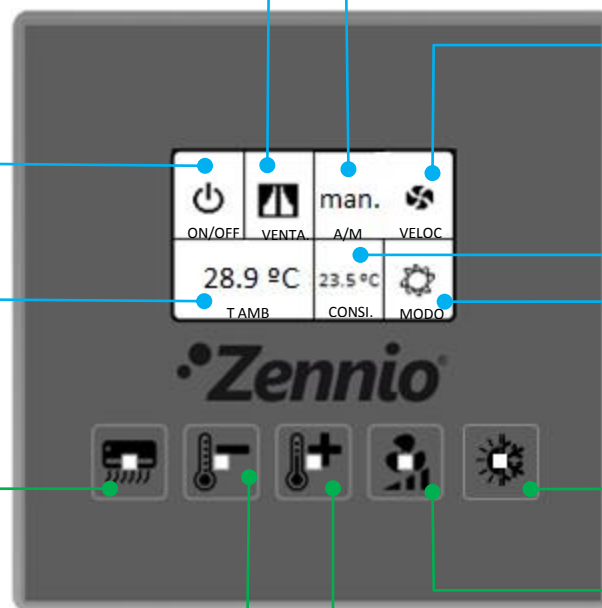 man.
ON/OFF VENTA. A/M VELOC
28.9 ºC 23.5 ºC
T AMB CONSI. MODO
Zennio